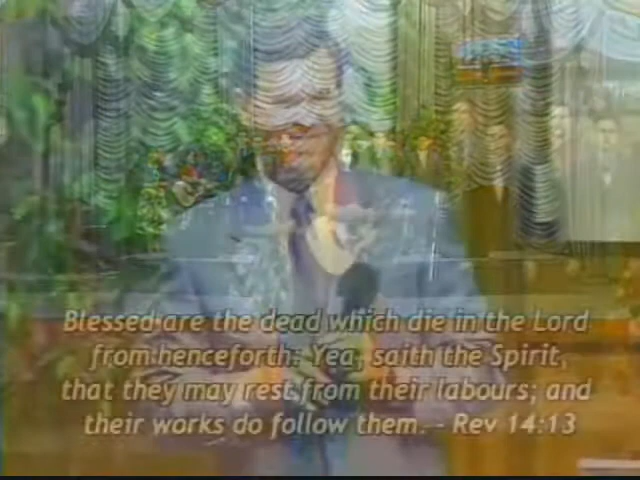 Blessed are the dead which die in the Lord
from henceforth: Yea, saith the Spirit,
that they may rest from their labours; and
their works do follow them. - Rev 14:13